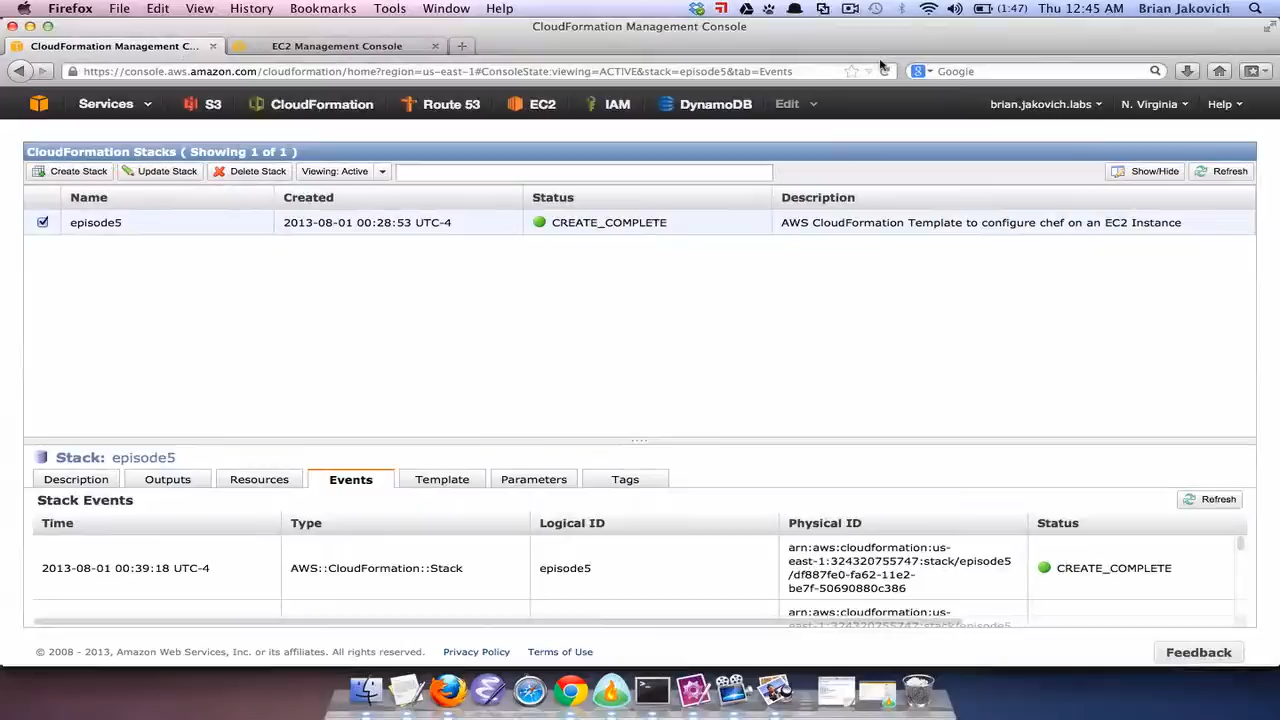 Firefox File Edit View History Bookmarks Tools Window Help (1:47) Thu 12:45 AM Brian Jakovich
CloudFormation Management Console
CloudFormation Management C... EC2 Management Console
https://console.aws.amazon.com/cloudformation/home?region=us-east-1#ConsoleState:viewing=ACTIVE&stack=episode5&tab=Events Google
Services S3 CloudFormation Route 53 EC2 IAM DynamoDB Edit brian.jakovich.labs N. Virginia Help
CloudFormation Stacks ( Showing 1 of 1 )
Create Stack Update Stack Delete Stack Viewing: Active Show/Hide Refresh
Name Created Status Description
episode5 2013-08-01 00:28:53 UTC-4 CREATE_COMPLETE AWS CloudFormation Template to configure chef on an EC2 Instance
Stack: episode5
Description Outputs Resources Events Template Parameters Tags
Stack Events Refresh
Time Type Logical ID Physical ID Status
2013-08-01 00:39:18 UTC-4 AWS::CloudFormation::Stack episode5 arn:aws:cloudformation:us- CREATE_COMPLETE
east-1:324320755747:stack/episode5
/df887fe0-fa62-11e2-
be7f-50690880c386
arn:aws:cloudformation:us-
east-1:324320755747:stack/episode5
© 2008 - 2013, Amazon Web Services, Inc. or its affiliates. All rights reserved. Privacy Policy Terms of Use Feedback